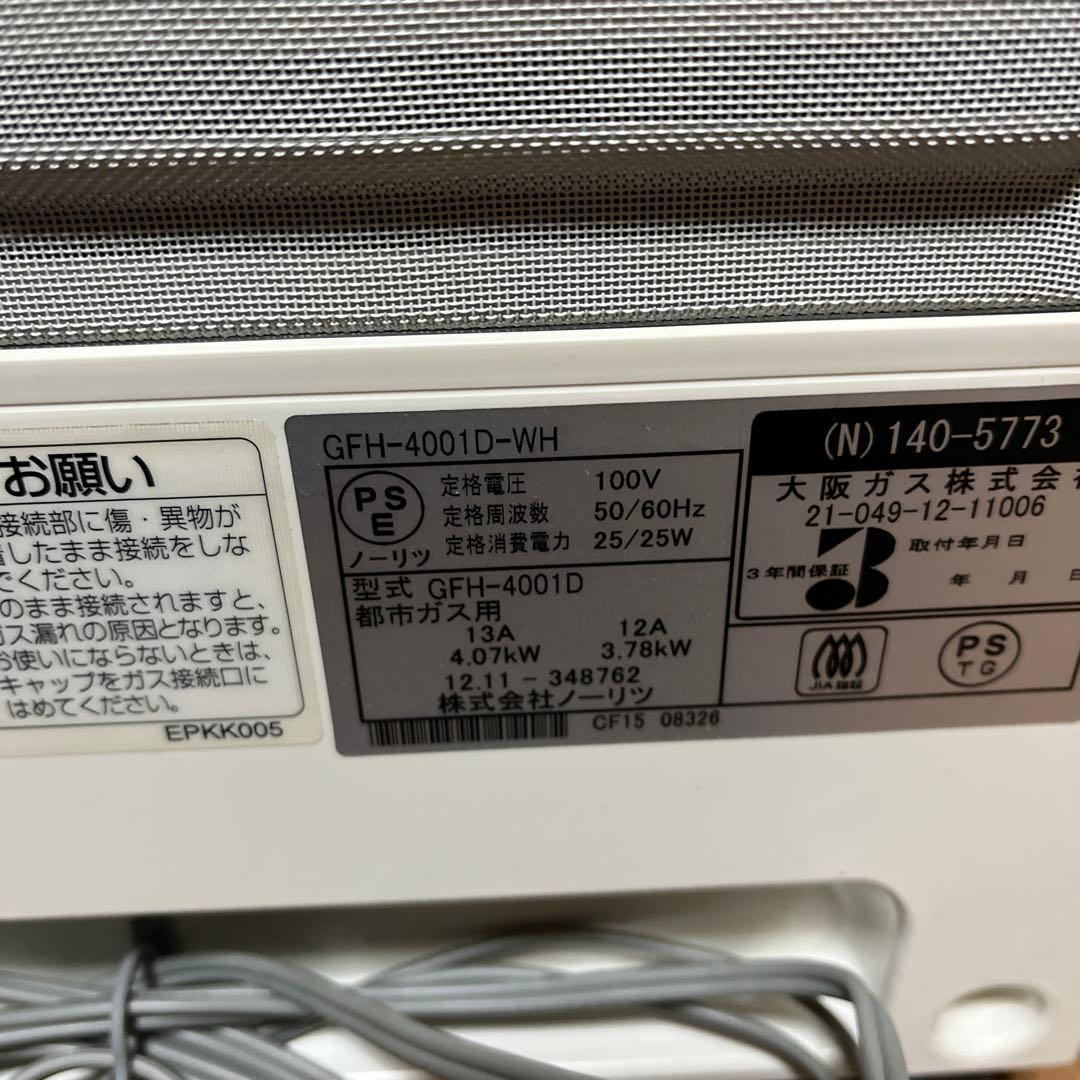 お願い
接続部に傷・異物が
したまま接続をしな
でください。
のまま接続されますと、
ガス漏れの原因となります。
お使いにならないときは、
キャップをガス接続口に
はめてください。
EPKK005
GFH-4001D-WH
PS
E
ノーリツ
定格電圧 100V
定格周波数 50/60Hz
定格消費電力 25/25W
型式 GFH-4001D
都市ガス用
13A 12A
4.07kW 3.78kW
12.11-348762
株式会社ノーリツ
CF15 08326
(N)140-5773
大阪ガス株式会社
21-049-12-11006
3年間保証
取付年月日
年 月 日
JIA認証
PS
TG